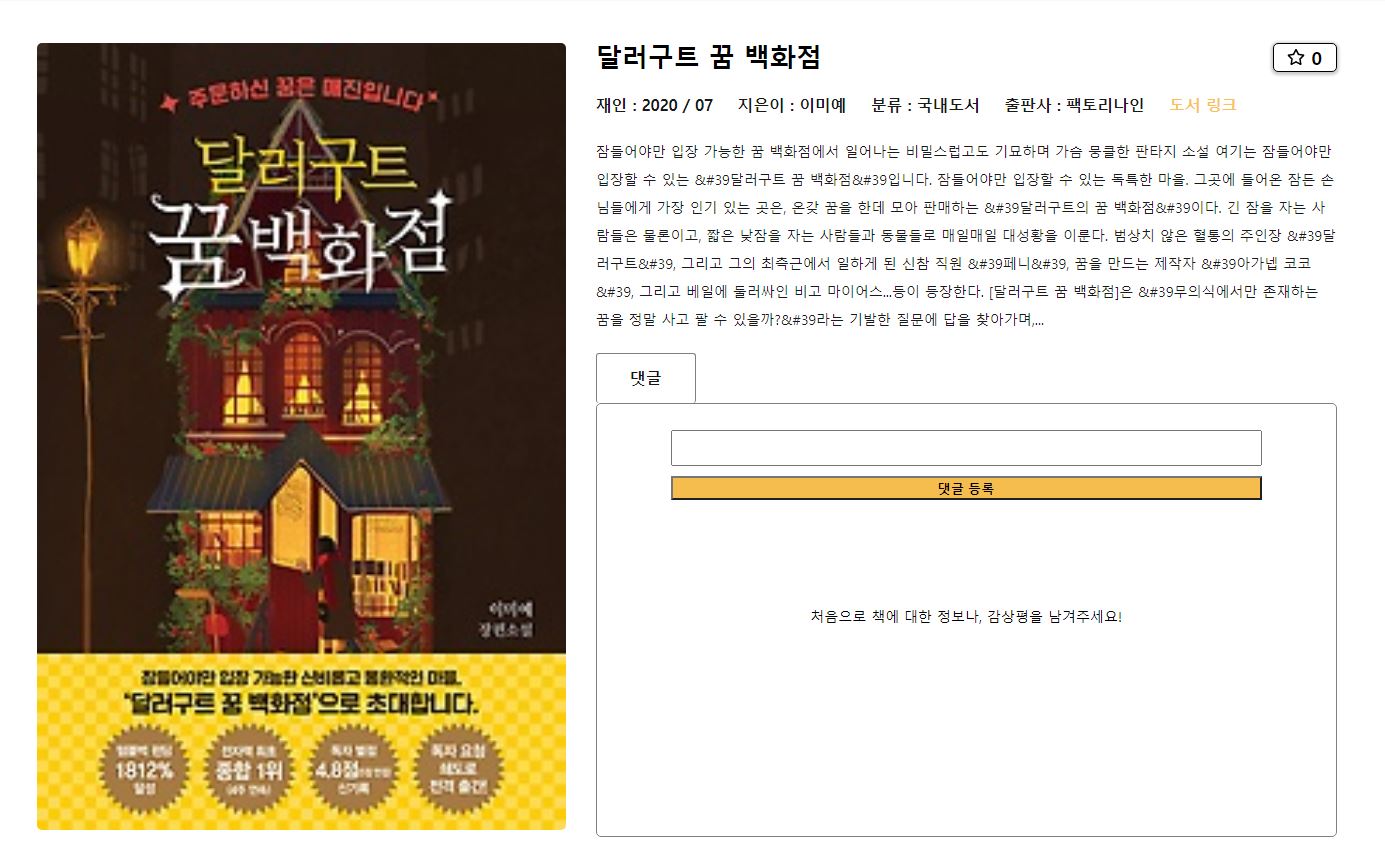 주문하신 꿈은 매진입니다
달러구트
꿈백화점
이미예
장편소설
잠들어야만 입장 가능한 신비롭고 몽환적인 마을,
"달러구트 꿈 백화점"으로 초대합니다.
텀블벅 펀딩
1812%
달성
전자책 최초
종합 1위
(4주 연속)
독자 평점
4.8점
신기록
독자 요청
쇄도로
전격 출간!
달러구트 꿈 백화점
0
재인 : 2020 / 07 지은이 : 이미예 분류 : 국내도서 출판사 : 팩토리나인 도서 링크
잠들어야만 입장 가능한 꿈 백화점에서 일어나는 비밀스럽고도 기묘하며 가슴 뭉클한 판타지 소설 여기는 잠들어야만
입장할 수 있는 &#39달러구트 꿈 백화점&#39입니다. 잠들어야만 입장할 수 있는 독특한 마을. 그곳에 들어온 잠든 손
님들에게 가장 인기 있는 곳은, 온갖 꿈을 한데 모아 판매하는 &#39달러구트의 꿈 백화점&#39이다. 긴 잠을 자는 사
람들은 물론이고, 짧은 낮잠을 자는 사람들과 동물들로 매일매일 대성황을 이룬다. 범상치 않은 혈통의 주인장 &#39달
러구트&#39, 그리고 그의 최측근에서 일하게 된 신참 직원 &#39페니&#39, 꿈을 만드는 제작자 &#39아가넵 코코
&#39, 그리고 베일에 둘러싸인 비고 마이어스...등이 등장한다. [달러구트 꿈 백화점]은 &#39무의식에서만 존재하는
꿈을 정말 사고 팔 수 있을까?&#39라는 기발한 질문에 답을 찾아가며,...
댓글
댓글 등록
처음으로 책에 대한 정보나, 감상평을 남겨주세요!